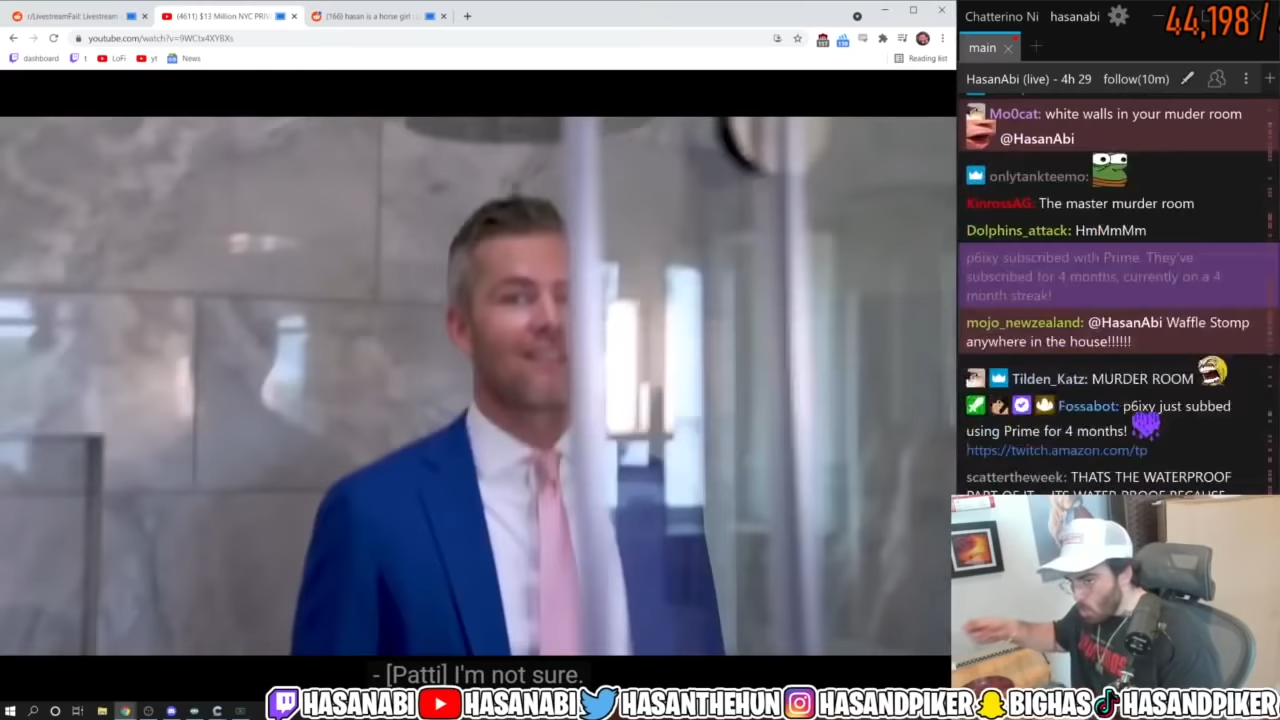 r/LivestreamFail: Livestream
(4611) $13 Million NYC PRIV
(166) hasan is a horse girl :
youtube.com/watch?v=9WCtx4XYBXs
dashboard
t
LoFi
yt
News
Reading list
Chatterino Ni
hasanabi
44,198 /
main
HasanAbi (live) - 4h 29
follow(10m)
Mo0cat: white walls in your muder room
@HasanAbi
onlytankteemo:
KinrossAG: The master murder room
Dolphins_attack: HmMmMm
p6ixy subscribed with Prime. They've
subscribed for 4 months, currently on a 4
month streak!
mojo_newzealand: @HasanAbi Waffle Stomp
anywhere in the house!!!!!!
Tilden_Katz: MURDER ROOM
Fossabot: p6ixy just subbed
using Prime for 4 months!
https://twitch.amazon.com/tp
scattertheweek: THATS THE WATERPROOF
- [Patti] I'm not sure.
HASANABI HASANABI HASANTHEHUN HASANDPIKER BIGHAS HASANDPIKER